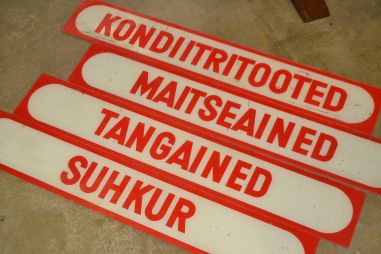 KONDIITRITOOTED
MAITSEAINED
TANGAINED
SUHKUR